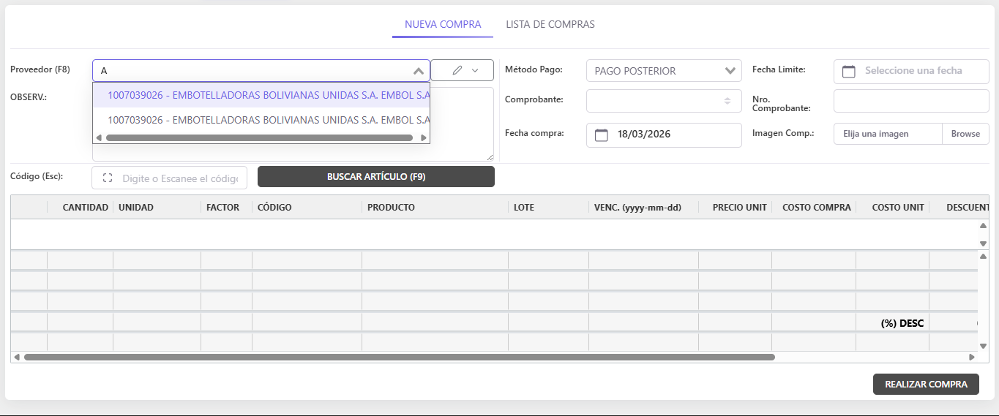 NUEVA COMPRA LISTA DE COMPRAS
Proveedor (F8) A
1007039026 - EMBOTELLADORAS BOLIVIANAS UNIDAS S.A. EMBOL S.A
1007039026 - EMBOTELLADORAS BOLIVIANAS UNIDAS S.A. EMBOL S.A
OBSERV.:
Método Pago: PAGO POSTERIOR Fecha Limite: Seleccione una fecha
Comprobante: Nro.
Comprobante:
Fecha compra: 18/03/2026 Imagen Comp.: Elija una imagen Browse
Código (Esc): Digite o Escanee el código BUSCAR ARTÍCULO (F9)
CANTIDAD UNIDAD FACTOR CÓDIGO PRODUCTO LOTE VENC. (yyyy-mm-dd) PRECIO UNIT COSTO COMPRA COSTO UNIT DESCUENT
(%) DESC
REALIZAR COMPRA